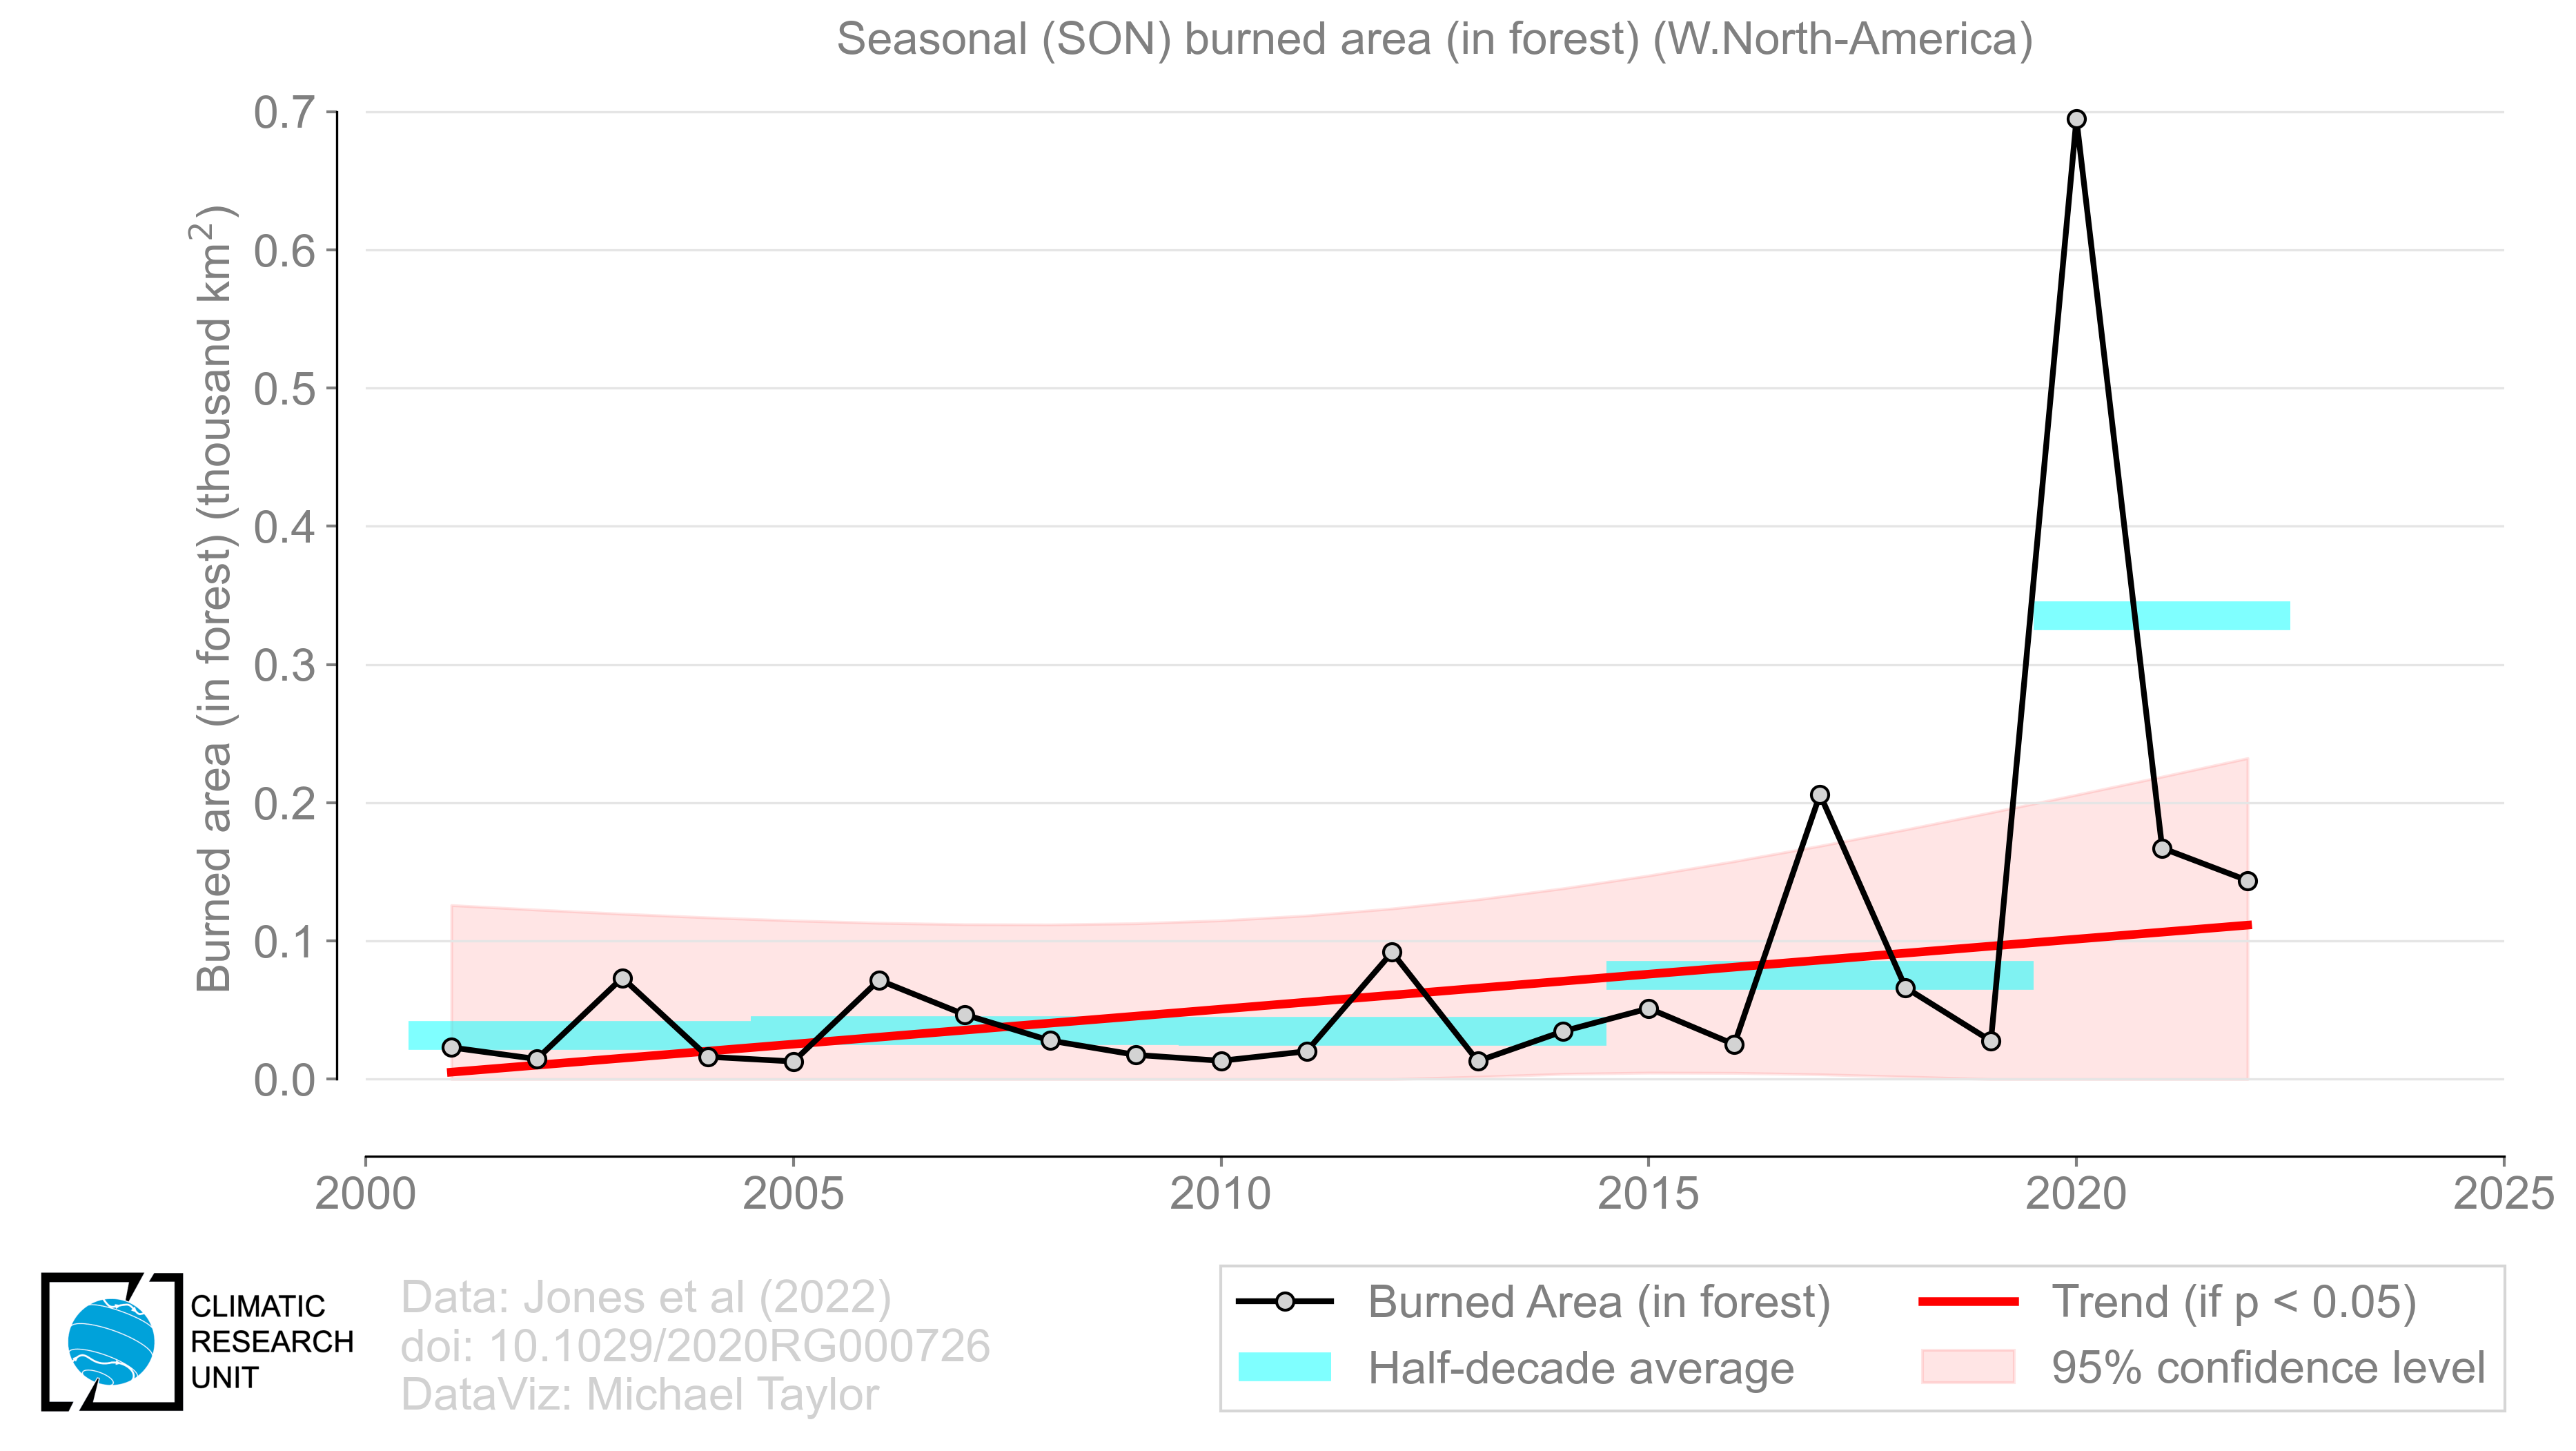 Seasonal (SON) burned area (in forest) (W.North-America)
Burned area (in forest) (thousand km²)
0.7
0.6
0.5
0.4
0.3
0.2
0.1
0.0
2000 2005 2010 2015 2020 2025
CLIMATIC
RESEARCH
UNIT
Data: Jones et al (2022)
doi: 10.1029/2020RG000726
DataViz: Michael Taylor
Burned Area (in forest)
Half-decade average
Trend (if p < 0.05)
95% confidence level